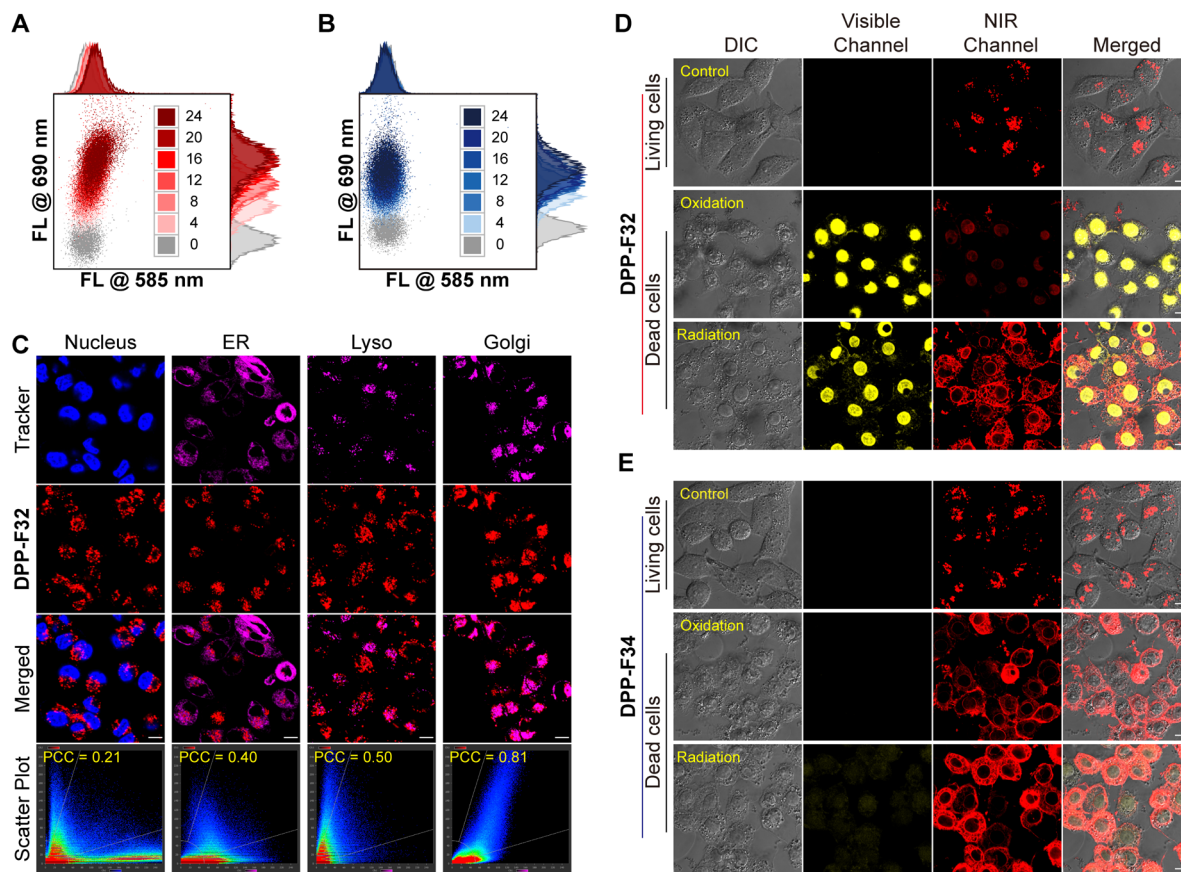 A
FL @ 690 nm
24
20
16
12
8
4
0
FL @ 585 nm
B
FL @ 690 nm
24
20
16
12
8
4
0
FL @ 585 nm
C
Nucleus
ER
Lyso
Golgi
Tracker
DPP-F32
Merged
Scatter Plot
PCC = 0.21
PCC = 0.40
PCC = 0.50
PCC = 0.81
D
DIC
Visible
Channel
NIR
Channel
Merged
DPP-F32
Living cells
Control
Dead cells
Oxidation
Radiation
E
DPP-F34
Living cells
Control
Dead cells
Oxidation
Radiation